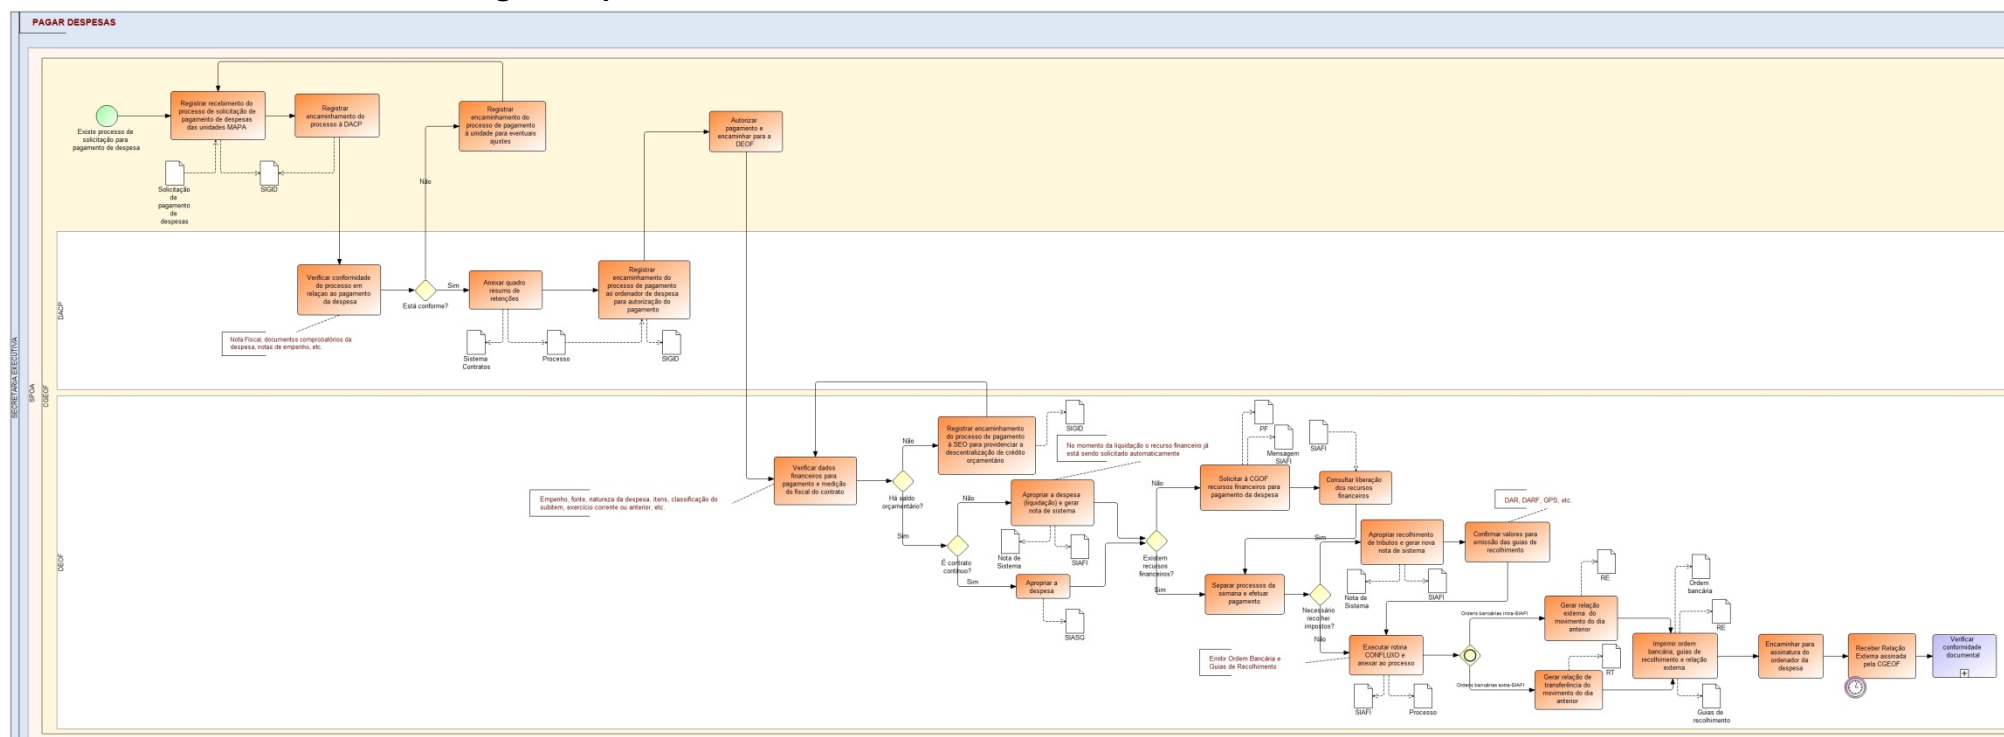 PAGAR DESPESAS
SECRETARIA EXECUTIVA
SPOA
CGEOF
Existe processo de
solicitação para
pagamento de despesa
Registrar recebimento do
processo de solicitação de
pagamento de despesas
das unidades MAPA
Registrar
encaminhamento do
processo à DACP
Solicitação
de
pagamento
de
despesas
SIGID
Registrar
encaminhamento do
processo de pagamento
à unidade para eventuais
ajustes
Não
Autorizar
pagamento e
encaminhar para a
DEOF
DACP
Verificar conformidade
do processo em
relaçao ao pagamento
da despesa
Está conforme?
Sim
Anexar quadro
resumo de
retenções
Registrar
encaminhamento do
processo de pagamento
ao ordenador de despesa
para autorização do
pagamento
Nota Fiscal, documentos comprobatórios da
despesa, notas de empenho, etc.
Sistema
Contratos
Processo
SIGID
DEOF
Verificar dados
financeiros para
pagamento e medição
do fiscal do contrato
Empenho, fonte, natureza da despesa, itens, classificação do
subitem, exercício corrente ou anterior, etc.
Há saldo
orçamentário?
Não
Sim
Registrar encaminhamento
do processo de pagamento
à SEO para providenciar a
descentralização de crédito
orçamentário
SIGID
No momento da liquidação o recurso financeiro já
está sendo solicitado automaticamente
É contrato
contínuo?
Não
Sim
Apropriar a despesa
(liquidação) e gerar
nota de sistema
Nota de
Sistema
SIAFI
Apropriar a
despesa
SIASG
Existem
recursos
financeiros?
Não
Sim
Solicitar à CGOF
recursos financeiros para
pagamento da despesa
PF
Mensagem
SIAFI
SIAFI
Consultar liberação
dos recursos
financeiros
Separar processos da
semana e efetuar
pagamento
Necessário
recolher
impostos?
Sim
Não
Apropriar recolhimento
de tributos e gerar nova
nota de sistema
Nota de
Sistema
SIAFI
Confirmar valores para
emissão das guias de
recolhimento
DAR, DARF, GPS, etc.
Emitir Ordem Bancária e
Guias de Recolhimento
Executar rotina
CONFLUXO e
anexar ao processo
SIAFI
Processo
Ordens bancárias intra-SIAFI
Ordens bancárias extra-SIAFI
Gerar relação
externa do
movimento do dia
anterior
RE
Gerar relação de
transferência do
movimento do dia
anterior
RT
Imprimir ordem
bancária, guias de
recolhimento e relação
externa
Ordem
bancária
RE
Guias de
recolhimento
Encaminhar para
assinatura do
ordenador da
despesa
Receber Relação
Externa assinada
pela CGEOF
Verificar
conformidade
documental